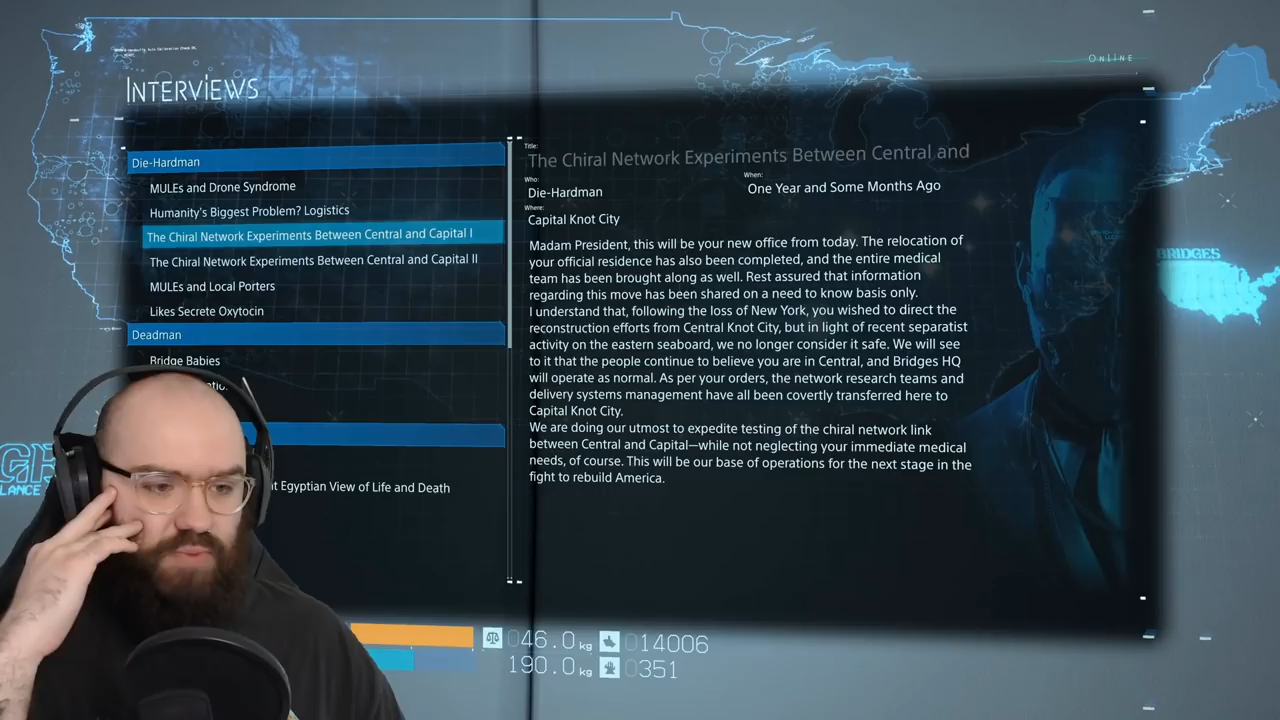 INTERVIEWS
ONLINE
Die-Hardman
MULEs and Drone Syndrome
Humanity's Biggest Problem? Logistics
The Chiral Network Experiments Between Central and Capital I
The Chiral Network Experiments Between Central and Capital II
MULEs and Local Porters
Likes Secrete Oxytocin
Deadman
Bridge Babies
t Egyptian View of Life and Death
Title:
The Chiral Network Experiments Between Central and
Who:
Die-Hardman
When:
One Year and Some Months Ago
Where:
Capital Knot City
Madam President, this will be your new office from today. The relocation of
your official residence has also been completed, and the entire medical
team has been brought along as well. Rest assured that information
regarding this move has been shared on a need to know basis only.
I understand that, following the loss of New York, you wished to direct the
reconstruction efforts from Central Knot City, but in light of recent separatist
activity on the eastern seaboard, we no longer consider it safe. We will see
to it that the people continue to believe you are in Central, and Bridges HQ
will operate as normal. As per your orders, the network research teams and
delivery systems management have all been covertly transferred here to
Capital Knot City.
We are doing our utmost to expedite testing of the chiral network link
between Central and Capital—while not neglecting your immediate medical
needs, of course. This will be our base of operations for the next stage in the
fight to rebuild America.
BRIDGES
LANCE
046.0 kg
014006
190.0 kg
0351